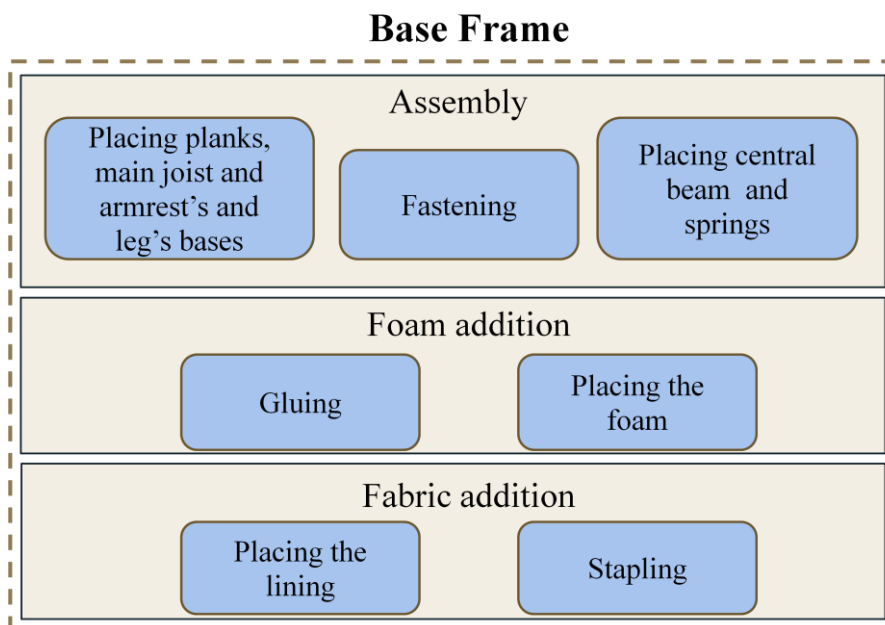 Base Frame
Assembly
Placing planks,
main joist and
armrest’s and
leg’s bases
Fastening
Placing central
beam and
springs
Foam addition
Gluing
Placing the
foam
Fabric addition
Placing the
lining
Stapling